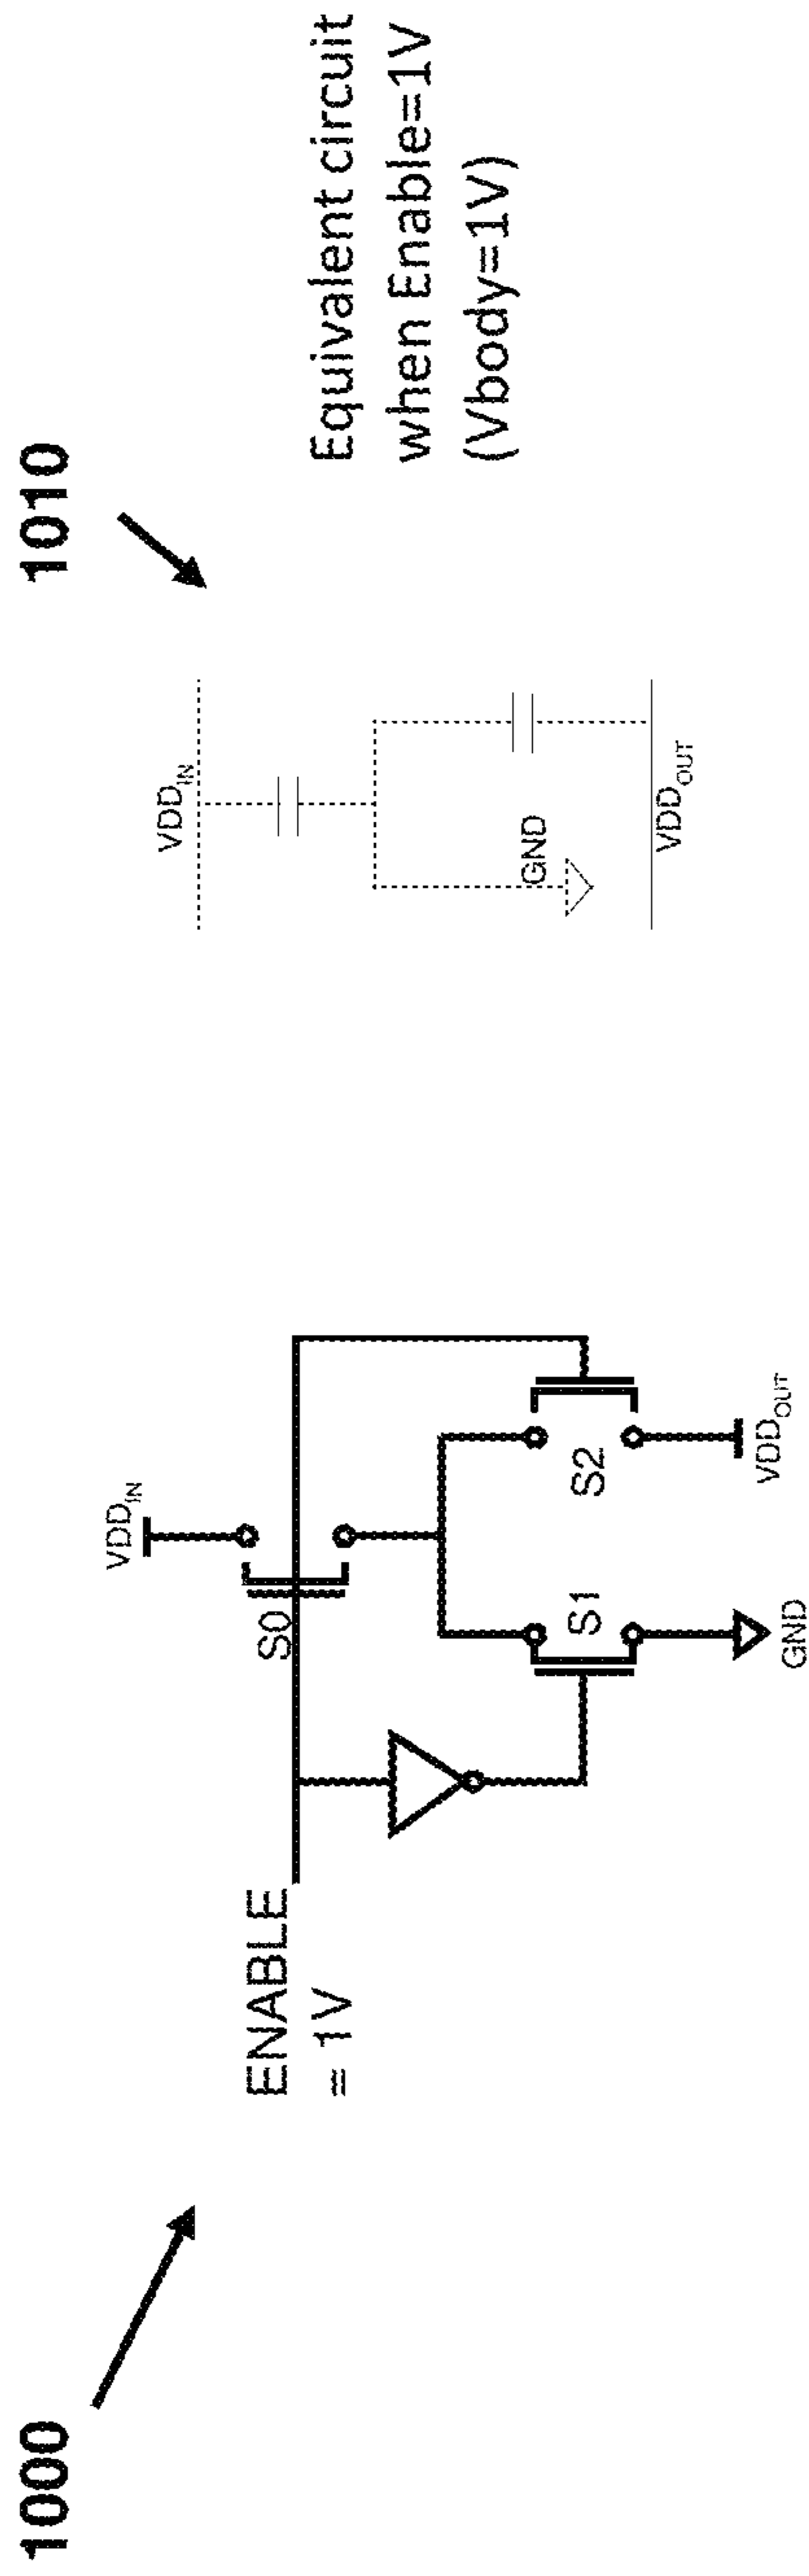 1000
ENABLE
= 1V
VDD_IN
S0
S1
S2
GND
VDD_OUT
1010
VDD_IN
GND
VDD_OUT
Equivalent circuit
when Enable=1V
(Vbody=1V)